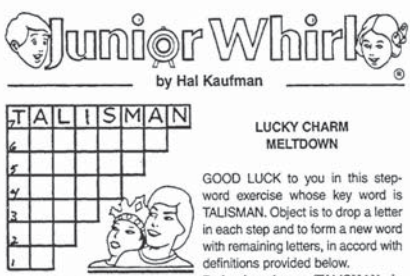 Junior Whirl
®
by Hal Kaufman
7 TALISMAN
6
5
4
3
2
1
LUCKY CHARM
MELTDOWN
GOOD LUCK to you in this step-
word exercise whose key word is
TALISMAN. Object is to drop a letter
in each step and to form a new word
with remaining letters, in accord with
definitions provided below.